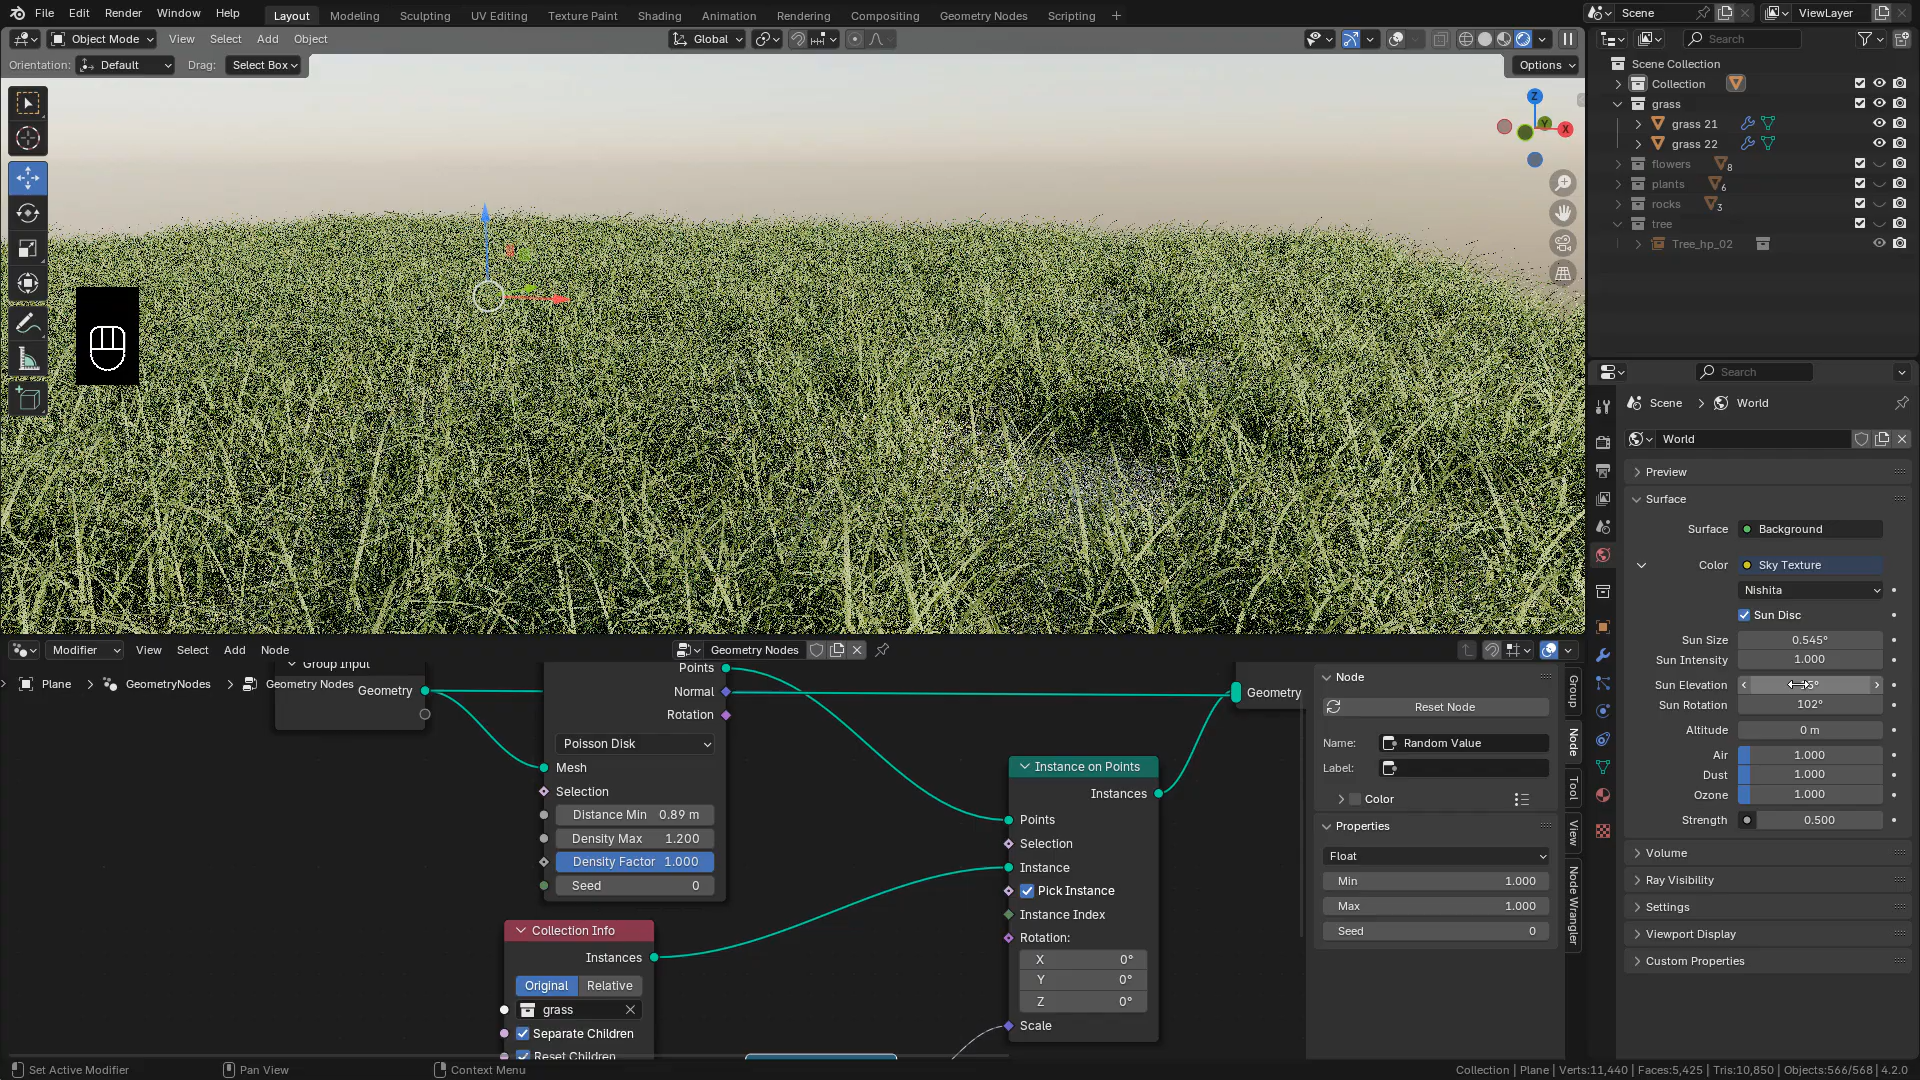 File Edit Render Window Help Layout Modeling Sculpting UV Editing Texture Paint Shading Animation Rendering Compositing Geometry Nodes Scripting + Scene ViewLayer
Object Mode View Select Add Object Global Search
Orientation: Default Drag: Select Box Options
Scene Collection
Collection
grass
grass 21
grass 22
flowers 8
plants 6
rocks 3
tree
Tree_hp_02
Z
Y
X
Search
Scene > World
World
Preview
Surface
Surface Background
Color Sky Texture
Nishita
Sun Disc
Sun Size 0.545°
Sun Intensity 1.000
Sun Elevation
Sun Rotation 102°
Altitude 0 m
Air 1.000
Dust 1.000
Ozone 1.000
Strength 0.500
Volume
Ray Visibility
Settings
Viewport Display
Custom Properties
Modifier View Select Add Node Geometry Nodes
Plane > GeometryNodes > Geometry Nodes
Group Input
Geometry
Points
Normal
Rotation
Poisson Disk
Mesh
Selection
Distance Min 0.89 m
Density Max 1.200
Density Factor 1.000
Seed 0
Collection Info
Instances
Original Relative
grass
Separate Children
Reset Children
Instance on Points
Instances
Points
Selection
Instance
Pick Instance
Instance Index
Rotation:
X 0°
Y 0°
Z 0°
Scale
Geometry
Node
Reset Node
Name: Random Value
Label:
Color
Properties
Float
Min 1.000
Max 1.000
Seed 0
Group
Node
Tool
View
Node Wrangler
Set Active Modifier Pan View Context Menu Collection | Plane | Verts:11,440 | Faces:5,425 | Tris:10,850 | Objects:566/568 | 4.2.0